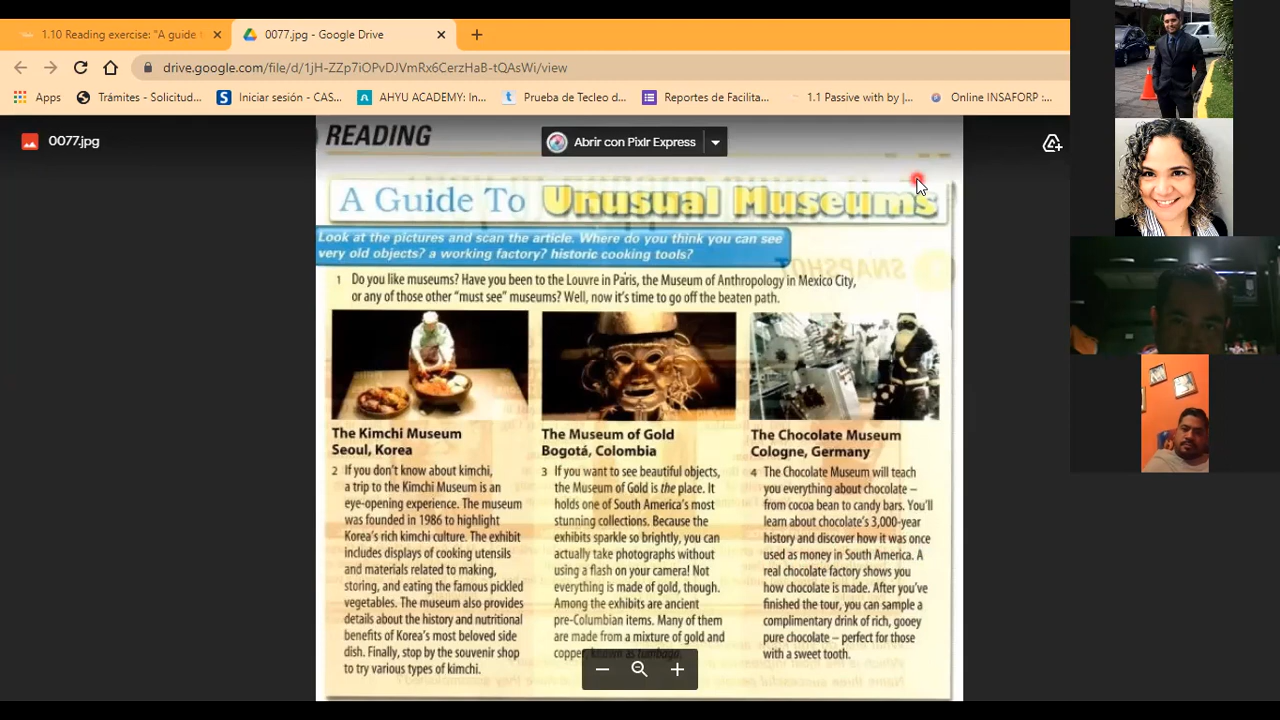 1.10 Reading exercise: "A guide t
0077.jpg - Google Drive
drive.google.com/file/d/1jH-ZZp7iOPvDJVmRx6CerzHaB-tQAsWi/view
Apps
Trámites - Solicitud...
Iniciar sesión - CAS...
AHYU ACADEMY: In...
Prueba de Tecleo d...
Reportes de Facilita...
1.1 Passive with by |...
Online INSAFORP :...
0077.jpg
READING
Abrir con Pixlr Express
A Guide To Unusual Museums
Look at the pictures and scan the article. Where do you think you can see
very old objects? a working factory? historic cooking tools?
SNAPSHOT
1 Do you like museums? Have you been to the Louvre in Paris, the Museum of Anthropology in Mexico City,
or any of those other "must see" museums? Well, now it's time to go off the beaten path.
The Kimchi Museum
Seoul, Korea
2 If you don't know about kimchi,
a trip to the Kimchi Museum is an
eye-opening experience. The museum
was founded in 1986 to highlight
Korea's rich kimchi culture. The exhibit
includes displays of cooking utensils
and materials related to making,
storing, and eating the famous pickled
vegetables. The museum also provides
details about the history and nutritional
benefits of Korea's most beloved side
dish. Finally, stop by the souvenir shop
to try various types of kimchi.
The Museum of Gold
Bogotá, Colombia
3 If you want to see beautiful objects,
the Museum of Gold is the place. It
holds one of South America's most
stunning collections. Because the
exhibits sparkle so brightly, you can
actually take photographs without
using a flash on your camera! Not
everything is made of gold, though.
Among the exhibits are ancient
pre-Columbian items. Many of them
are made from a mixture of gold and
copper, known as tumbaga.
The Chocolate Museum
Cologne, Germany
4 The Chocolate Museum will teach
you everything about chocolate –
from cocoa bean to candy bars. You'll
learn about chocolate's 3,000-year
history and discover how it was once
used as money in South America. A
real chocolate factory shows you
how chocolate is made. After you've
finished the tour, you can sample a
complimentary drink of rich, gooey
pure chocolate – perfect for those
with a sweet tooth.